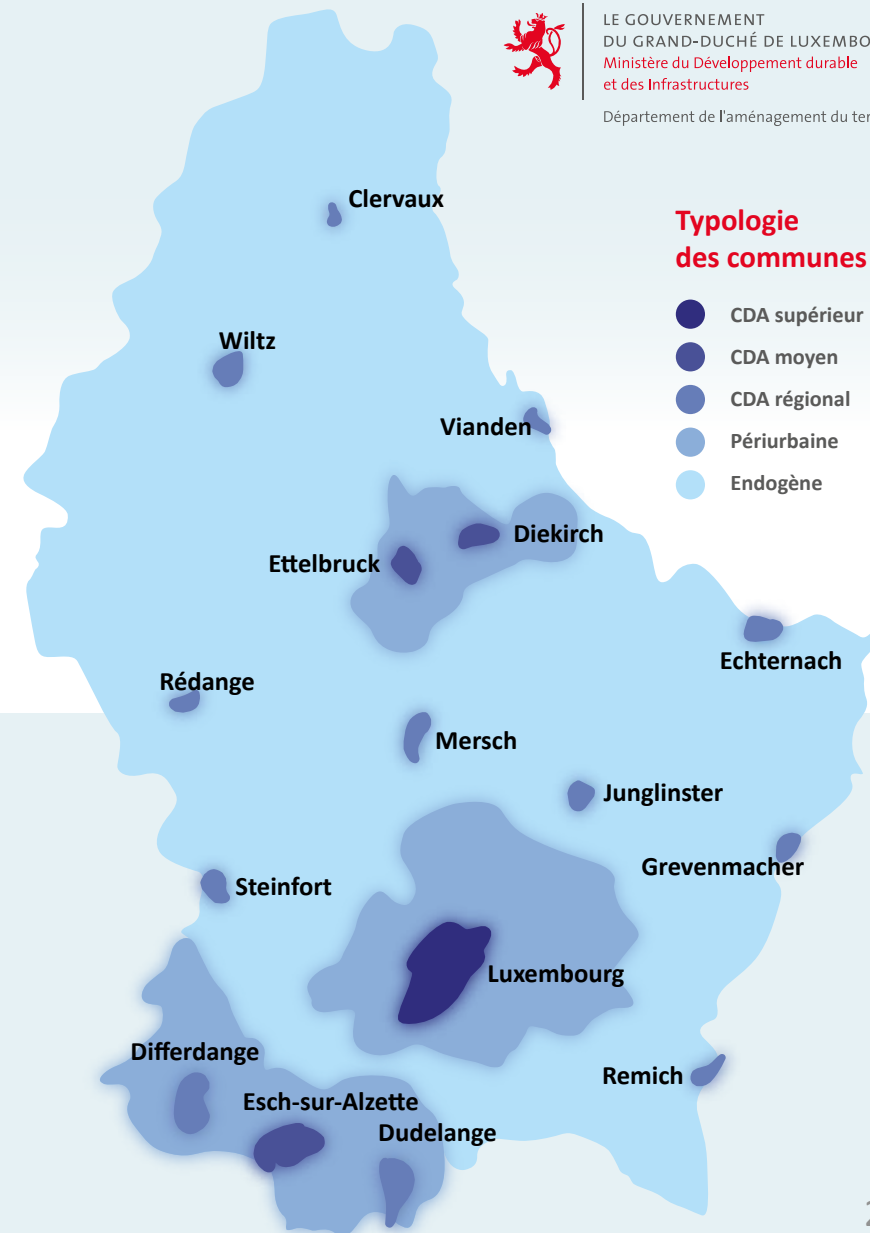 LE GOUVERNEMENT
DU GRAND-DUCHÉ DE LUXEMBO
Ministère du Développement durable
et des Infrastructures
Département de l'aménagement du ter
Clervaux
Typologie
des communes
CDA supérieur
CDA moyen
CDA régional
Périurbaine
Endogène
Wiltz
Vianden
Diekirch
Ettelbruck
Echternach
Rédange
Mersch
Junglinster
Grevenmacher
Steinfort
Luxembourg
Differdange
Remich
Esch-sur-Alzette
Dudelange
2